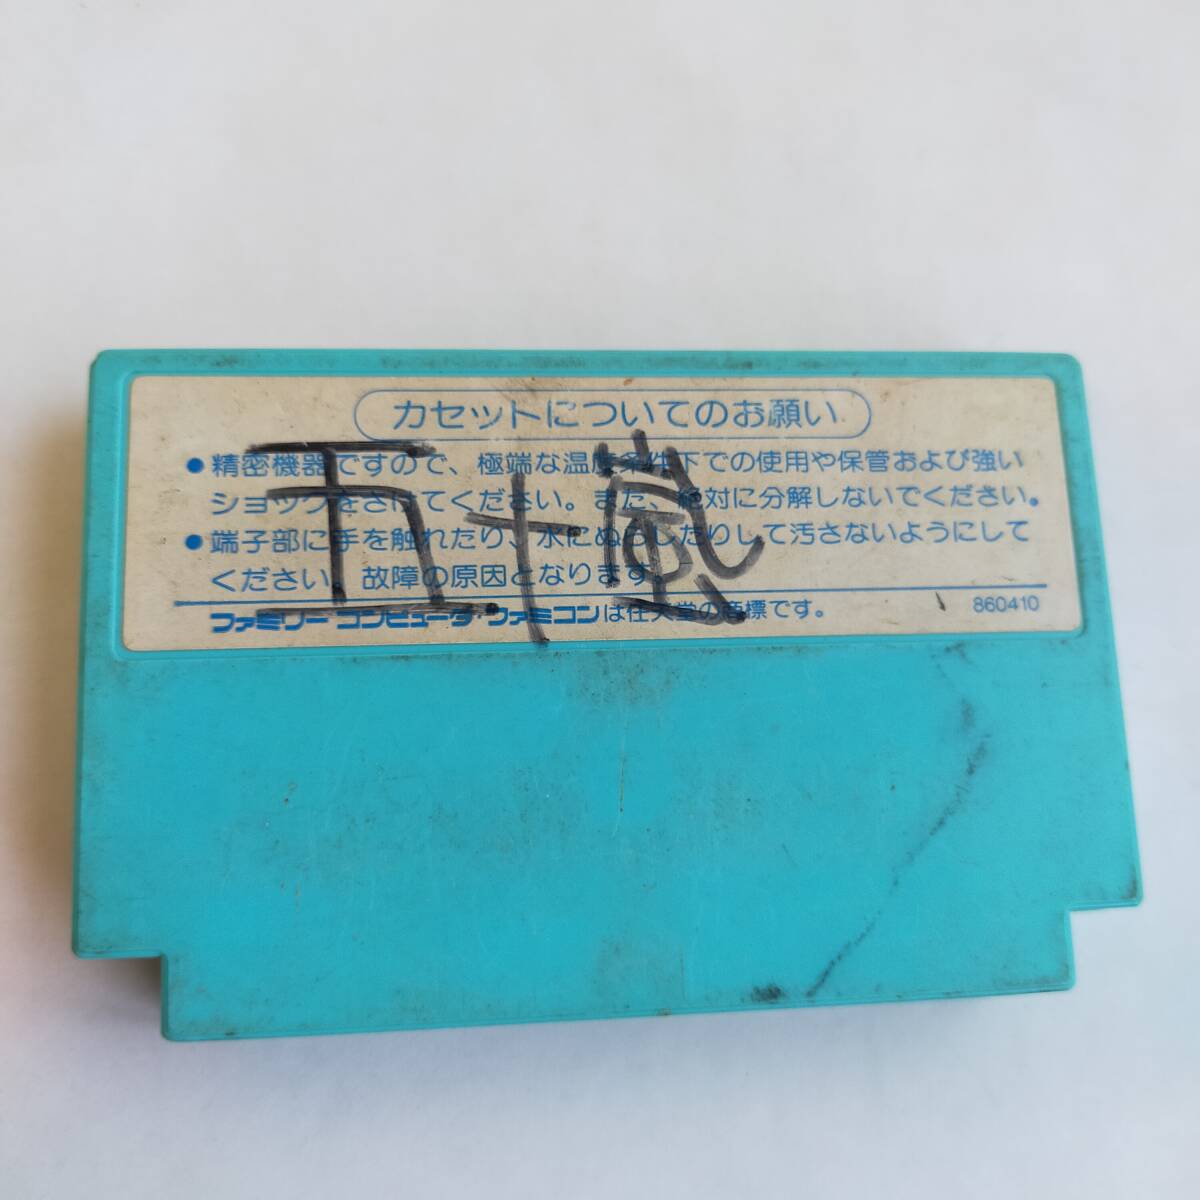 カセットについてのお願い
●精密機器ですので、極端な温度条件下での使用や保管および強い
ショックをさけてください。また、絶対に分解しないでください。
●端子部に手を触れたり、水にぬらしたりして汚さないようにして
ください。故障の原因となります。
ファミリーコンピュータ・ファミコンは任天堂の商標です。
860410
五十嵐